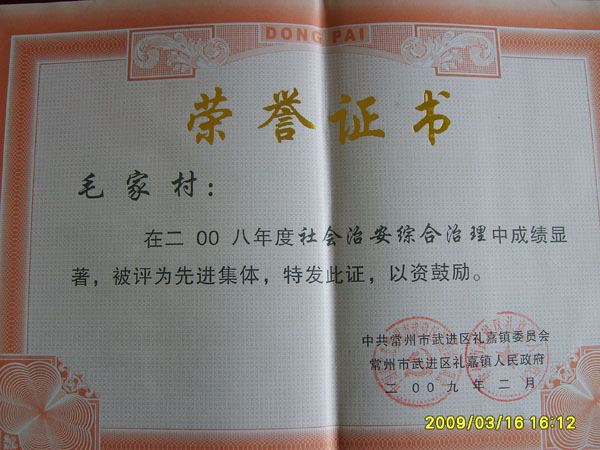 DONG PAI
荣誉证书
毛家村：
在二00八年度社会治安综合治理中成绩显
著，被评为先进集体，特发此证，以资鼓励。
中共常州市武进区礼嘉镇委员会
常州市武进区礼嘉镇人民政府
二00九年二月
2009/03/16 16:12